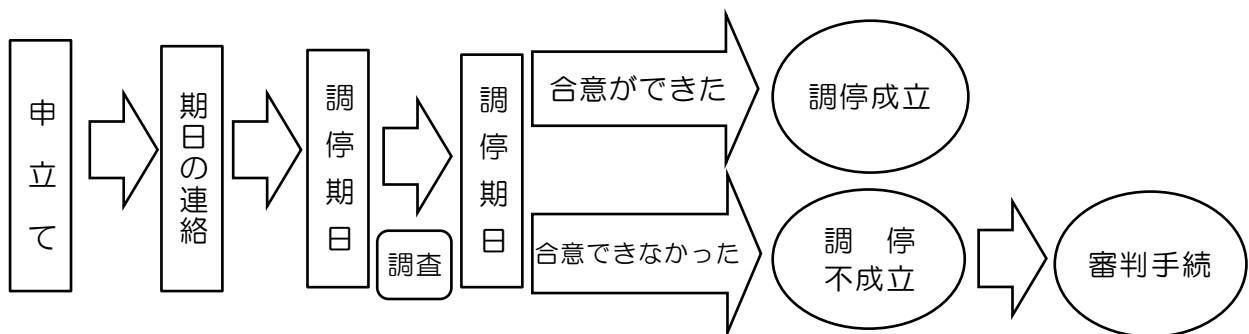 申立て
期日の連絡
調停期日
調査
調停期日
合意ができた
調停成立
合意できなかった
調　停
不成立
審判手続